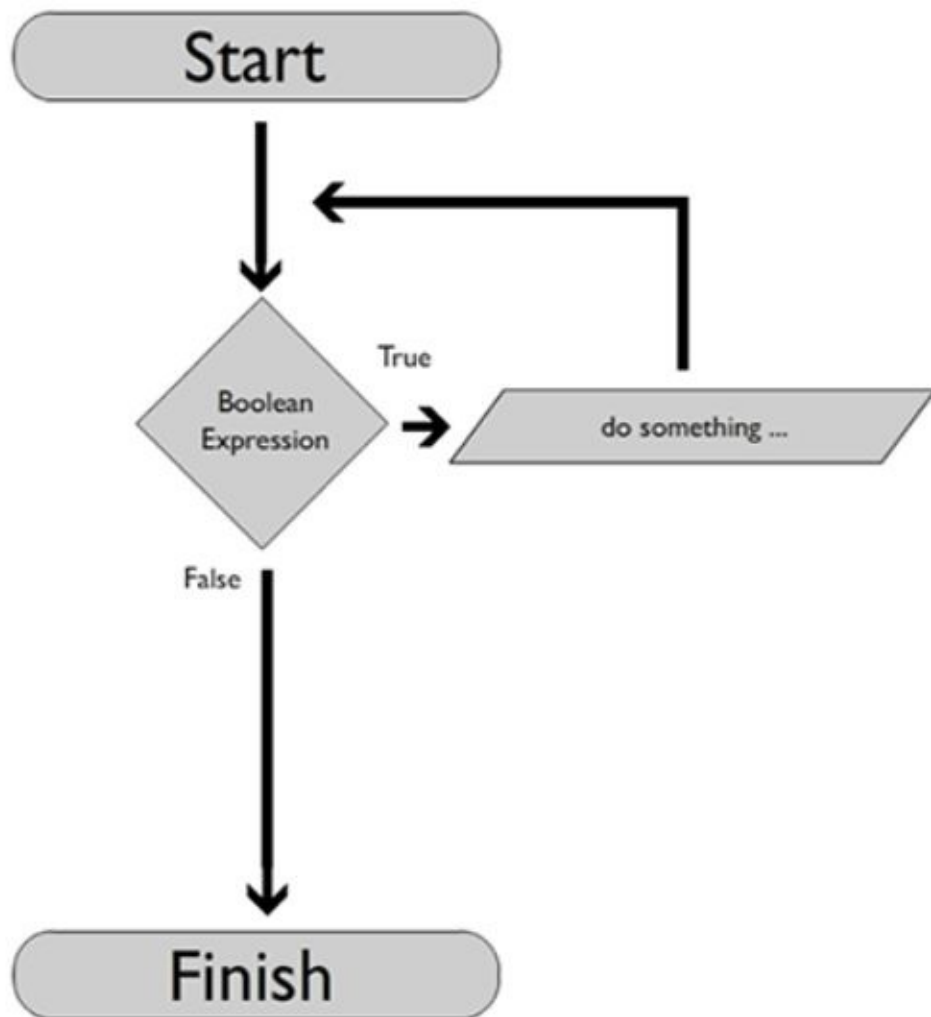 Start
True
Boolean
Expression
do something ...
False
Finish